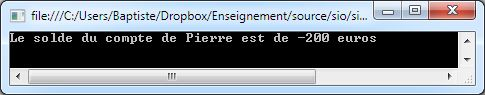 file:///C:/Users/Baptiste/Dropbox/Enseignement/source/sio/si...
Le solde du compte de Pierre est de -200 euros